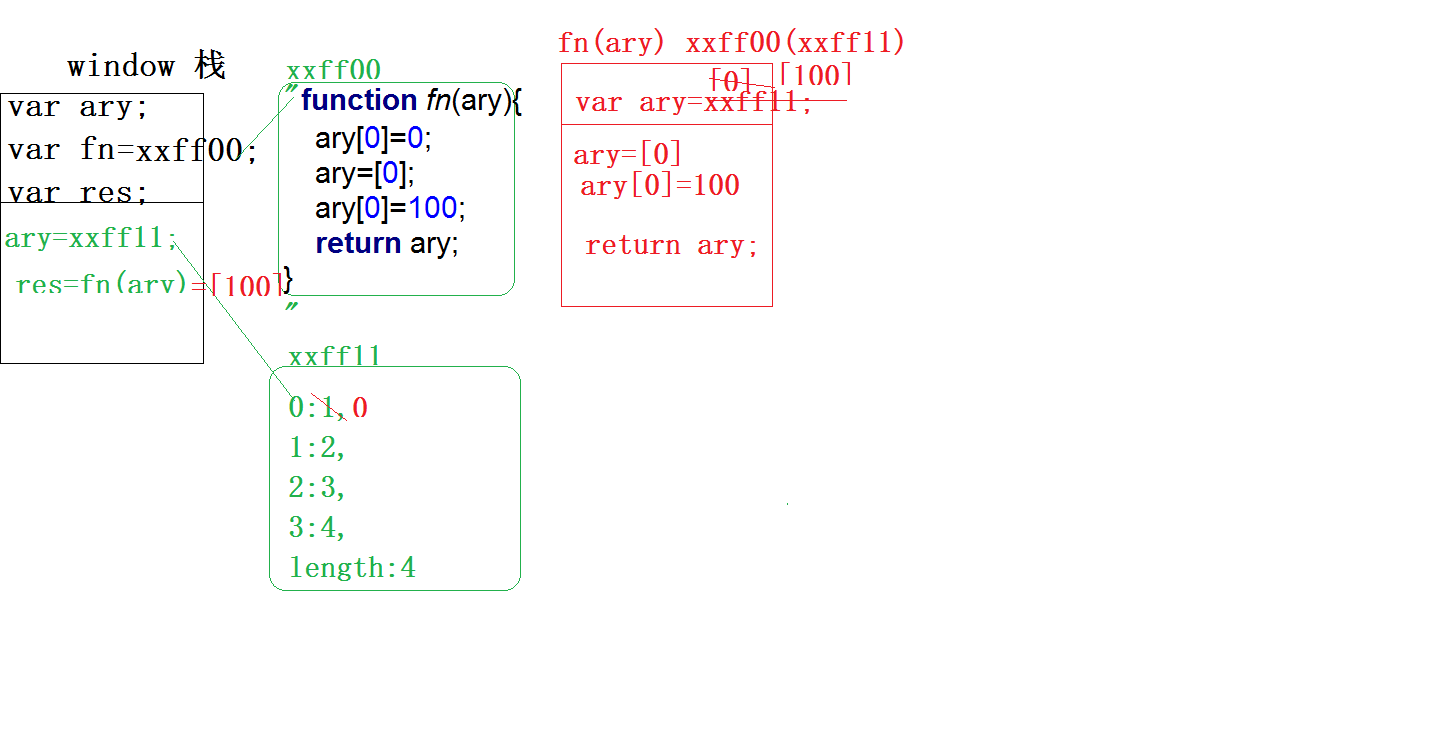 window 栈
var ary;
var fn=xxff00;
var res;
ary=xxff11;
res=fn(ary)=[100]
xxff00
"function fn(ary){
ary[0]=0;
ary=[0];
ary[0]=100;
return ary;
}
"
xxff11
0:1,0
1:2,
2:3,
3:4,
length:4
fn(ary) xxff00(xxff11)
[0] [100]
var ary=xxff11;
ary=[0]
ary[0]=100
return ary;